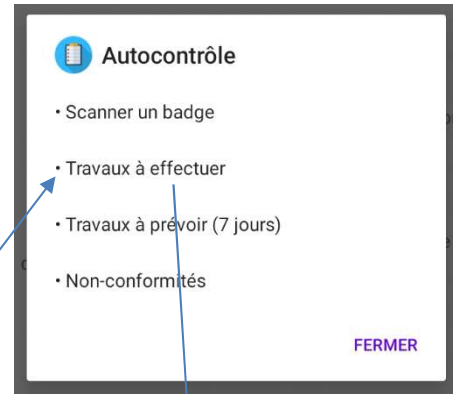 Autocontrôle
• Scanner un badge
• Travaux à effectuer
• Travaux à prévoir (7 jours)
• Non-conformités
FERMER